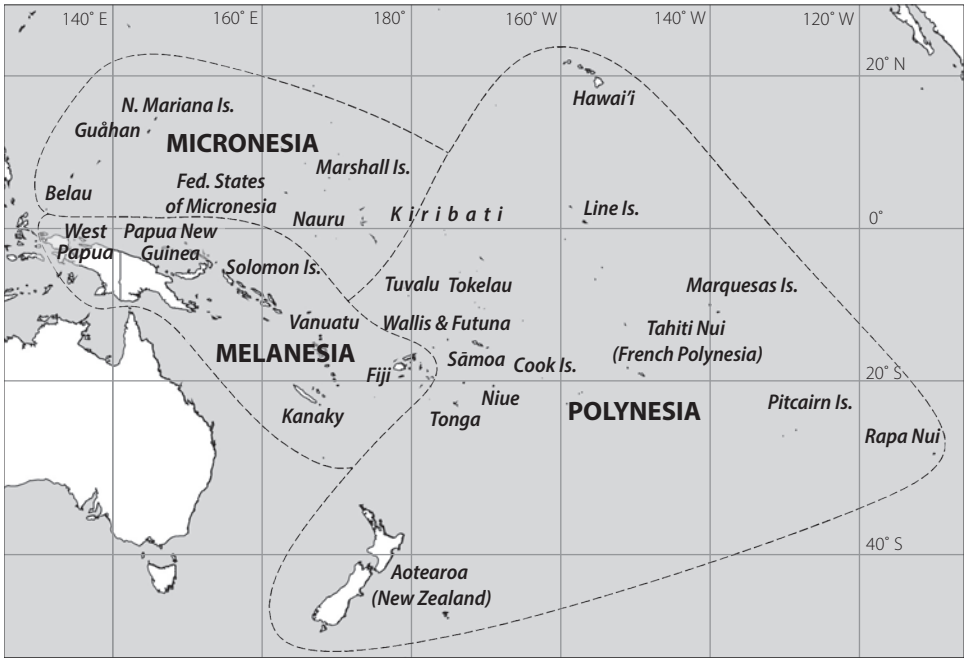 140˚ E
160˚ E
180˚
160˚ W
140˚ W
120˚ W
20˚ N
Hawai’i
N. Mariana Is.
Guåhan
MICRONESIA
Marshall Is.
Belau
Fed. States
of Micronesia
Nauru
Kiribati
Line Is.
0˚
West
Papua
Papua New
Guinea
Solomon Is.
Tuvalu
Tokelau
Marquesas Is.
Vanuatu
Wallis & Futuna
Tahiti Nui
(French Polynesia)
MELANESIA
Sāmoa
Cook Is.
Fiji
20˚ S
Kanaky
Tonga
Niue
POLYNESIA
Pitcairn Is.
Rapa Nui
40˚ S
Aotearoa
(New Zealand)